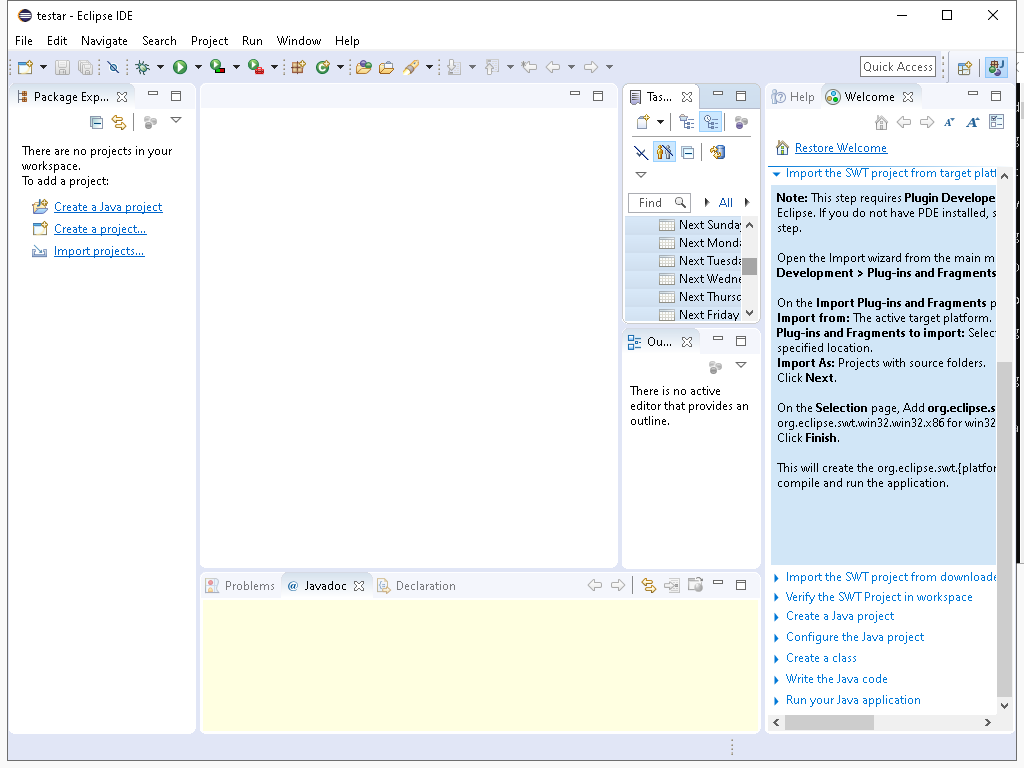 testar - Eclipse IDE
File Edit Navigate Search Project Run Window Help
Quick Access
Package Exp...
There are no projects in your
workspace.
To add a project:
Create a Java project
Create a project...
Import projects...
Tas...
Find
All
Next Sunday
Next Monda
Next Tuesda
Next Wedne
Next Thursd
Next Friday
Ou...
There is no active
editor that provides an
outline.
Help Welcome
Restore Welcome
Import the SWT project from target platf
Note: This step requires Plugin Develope
Eclipse. If you do not have PDE installed, s
step.
Open the Import wizard from the main m
Development > Plug-ins and Fragments
On the Import Plug-ins and Fragments p
Import from: The active target platform.
Plug-ins and Fragments to import: Selec
specified location.
Import As: Projects with source folders.
Click Next.
On the Selection page, Add org.eclipse.s
org.eclipse.swt.win32.win32.x86 for win32
Click Finish.
This will create the org.eclipse.swt.{platfor
compile and run the application.
Import the SWT project from downloade
Verify the SWT Project in workspace
Create a Java project
Configure the Java project
Create a class
Write the Java code
Run your Java application
Problems @ Javadoc Declaration